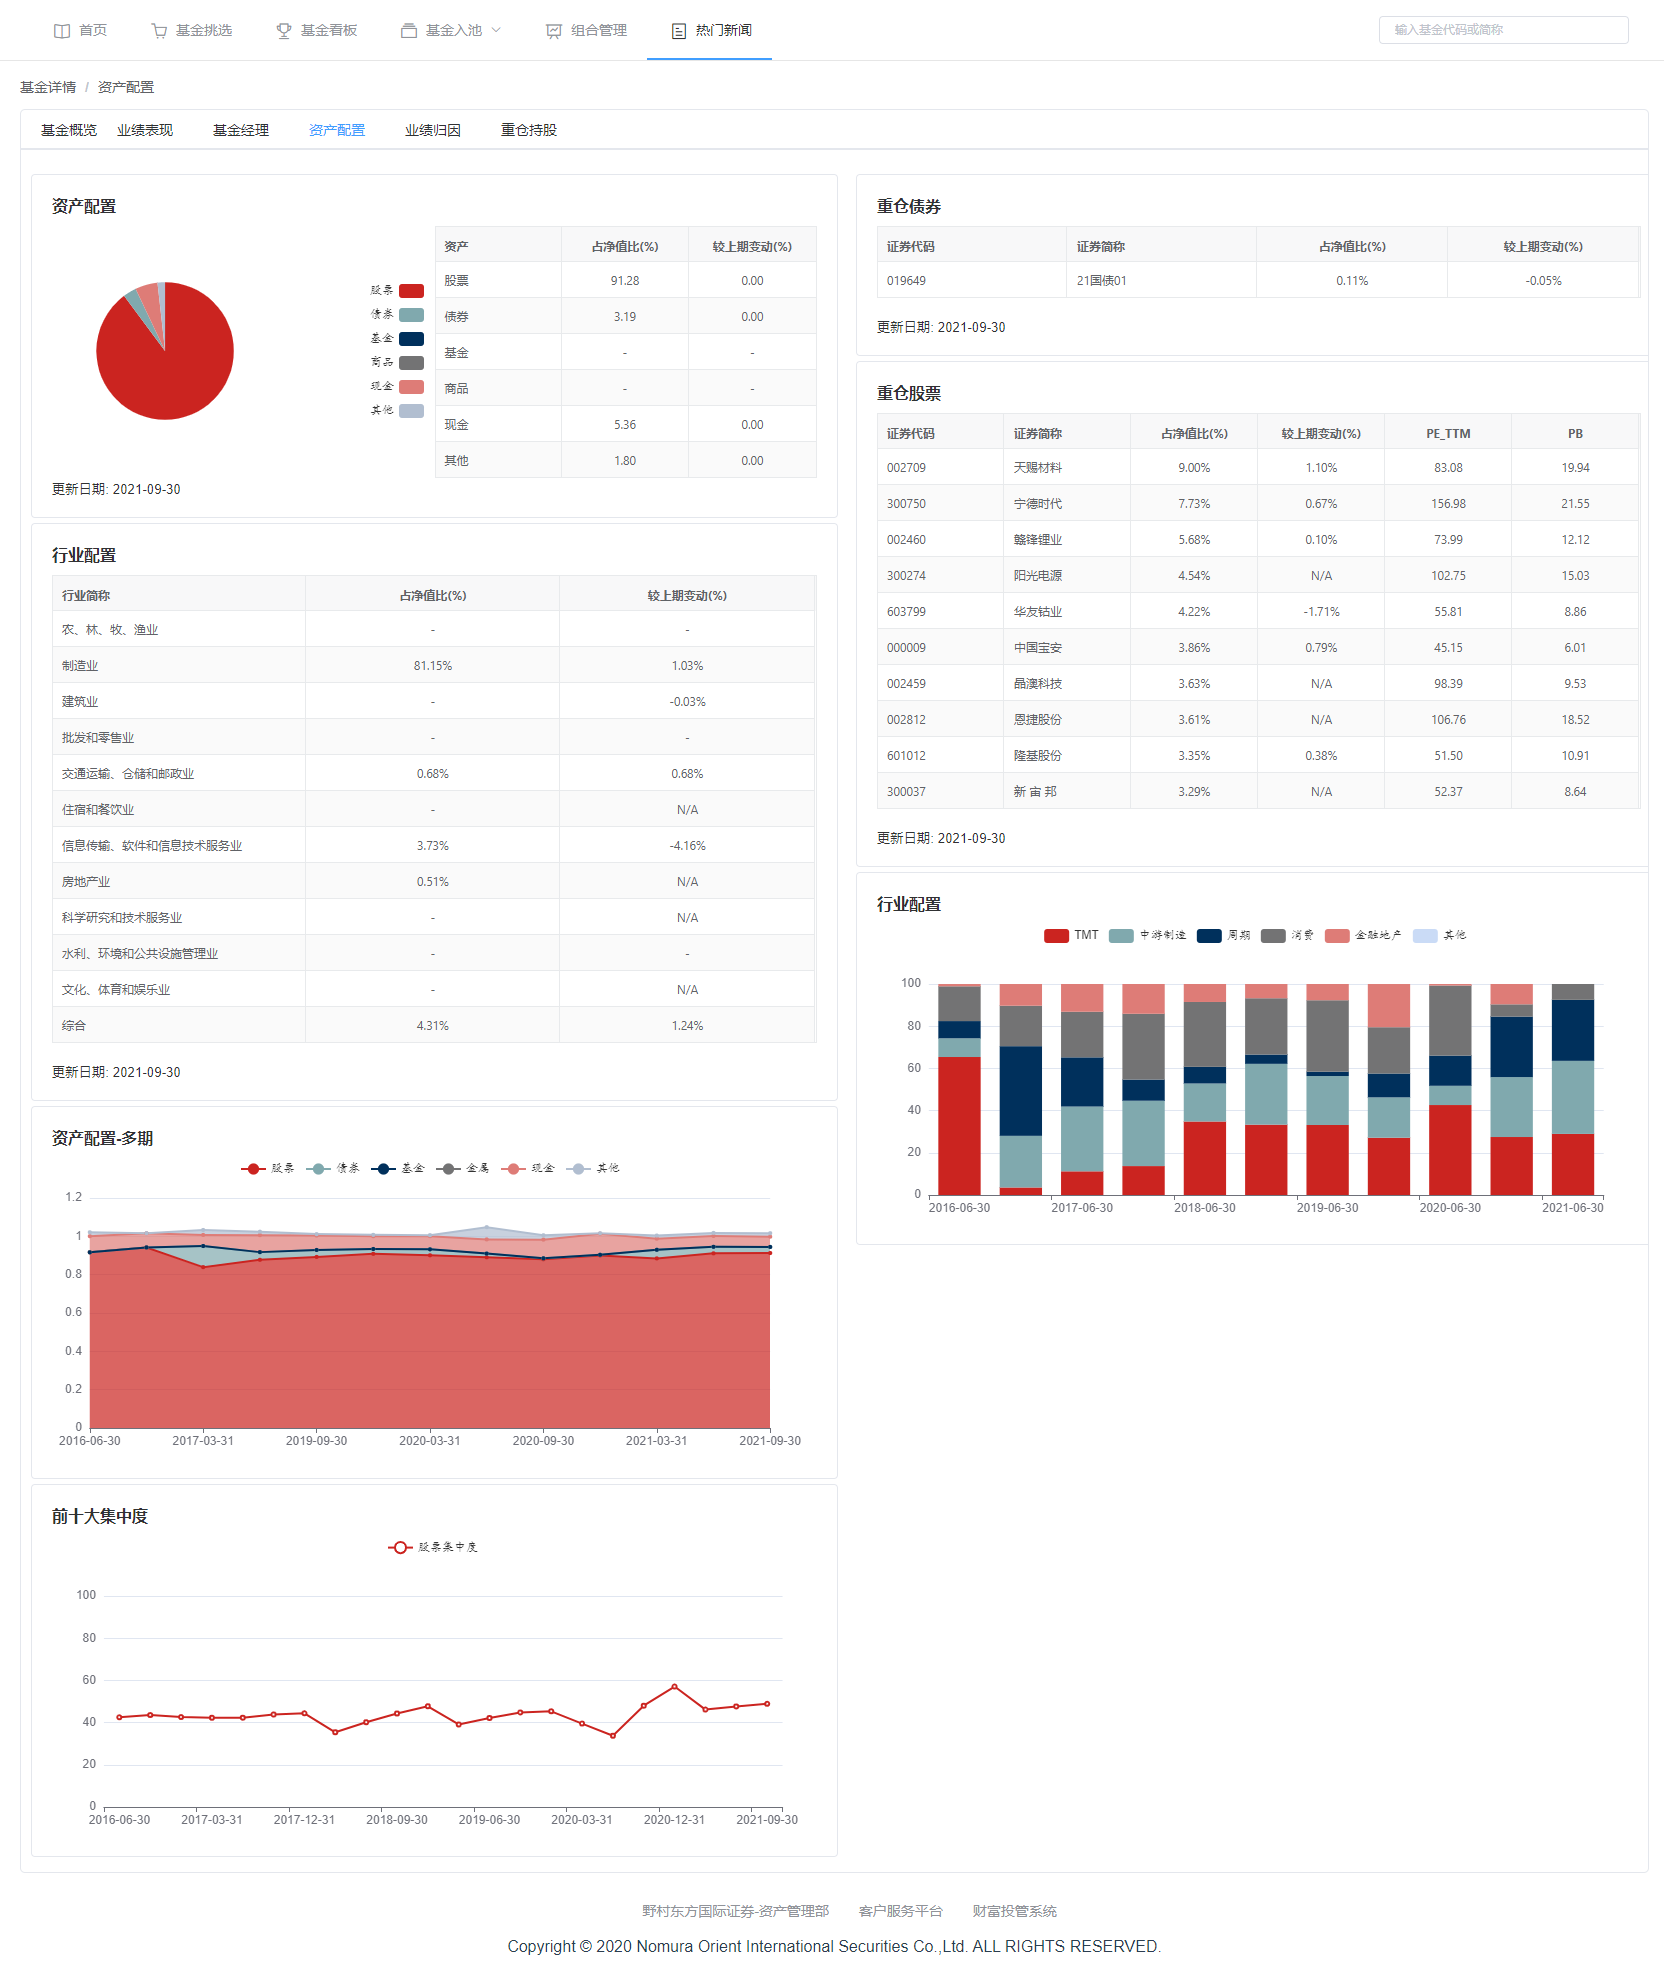 首页 基金挑选 基金看板 基金入池 组合管理 热门新闻 输入基金代码或简称
基金详情 / 资产配置
基金概览 业绩表现 基金经理 资产配置 业绩归因 重仓持股
资产配置
股票
债券
基金
商品
现金
其他
资产 占净值比(%) 较上期变动(%)
股票 91.28 0.00
债券 3.19 0.00
基金 - -
商品 - -
现金 5.36 0.00
其他 1.80 0.00
更新日期: 2021-09-30
行业配置
行业简称 占净值比(%) 较上期变动(%)
农、林、牧、渔业 - -
制造业 81.15% 1.03%
建筑业 - -0.03%
批发和零售业 - -
交通运输、仓储和邮政业 0.68% 0.68%
住宿和餐饮业 - N/A
信息传输、软件和信息技术服务业 3.73% -4.16%
房地产业 0.51% N/A
科学研究和技术服务业 - N/A
水利、环境和公共设施管理业 - -
文化、体育和娱乐业 - N/A
综合 4.31% 1.24%
更新日期: 2021-09-30
资产配置-多期
股票 债券 基金 金属 现金 其他
1.2
1
0.8
0.6
0.4
0.2
0
2016-06-30 2017-03-31 2019-09-30 2020-03-31 2020-09-30 2021-03-31 2021-09-30
前十大集中度
股票集中度
100
80
60
40
20
0
2016-06-30 2017-03-31 2017-12-31 2018-09-30 2019-06-30 2020-03-31 2020-12-31 2021-09-30
重仓债券
证券代码 证券简称 占净值比(%) 较上期变动(%)
019649 21国债01 0.11% -0.05%
更新日期: 2021-09-30
重仓股票
证券代码 证券简称 占净值比(%) 较上期变动(%) PE_TTM PB
002709 天赐材料 9.00% 1.10% 83.08 19.94
300750 宁德时代 7.73% 0.67% 156.98 21.55
002460 赣锋锂业 5.68% 0.10% 73.99 12.12
300274 阳光电源 4.54% N/A 102.75 15.03
603799 华友钴业 4.22% -1.71% 55.81 8.86
000009 中国宝安 3.86% 0.79% 45.15 6.01
002459 晶澳科技 3.63% N/A 98.39 9.53
002812 恩捷股份 3.61% N/A 106.76 18.52
601012 隆基股份 3.35% 0.38% 51.50 10.91
300037 新 宙 邦 3.29% N/A 52.37 8.64
更新日期: 2021-09-30
行业配置
TMT 中游制造 周期 消费 金融地产 其他
100
80
60
40
20
0
2016-06-30 2017-06-30 2018-06-30 2019-06-30 2020-06-30 2021-06-30
野村东方国际证券-资产管理部 客户服务平台 财富投管系统
Copyright © 2020 Nomura Orient International Securities Co.,Ltd. ALL RIGHTS RESERVED.